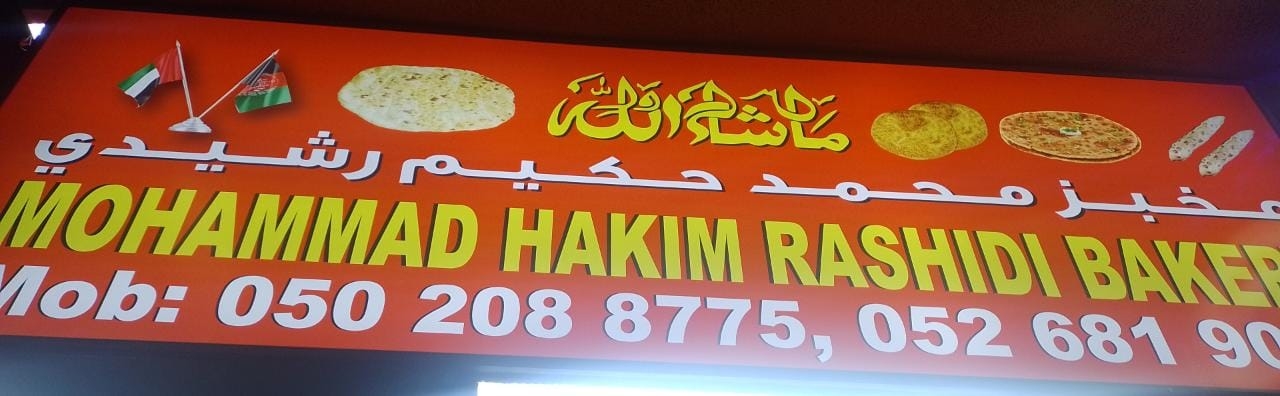 ماشاء الله
مخبز محمد حكيم رشيدي
MOHAMMAD HAKIM RASHIDI BAKER
Mob: 050 208 8775, 052 681 90